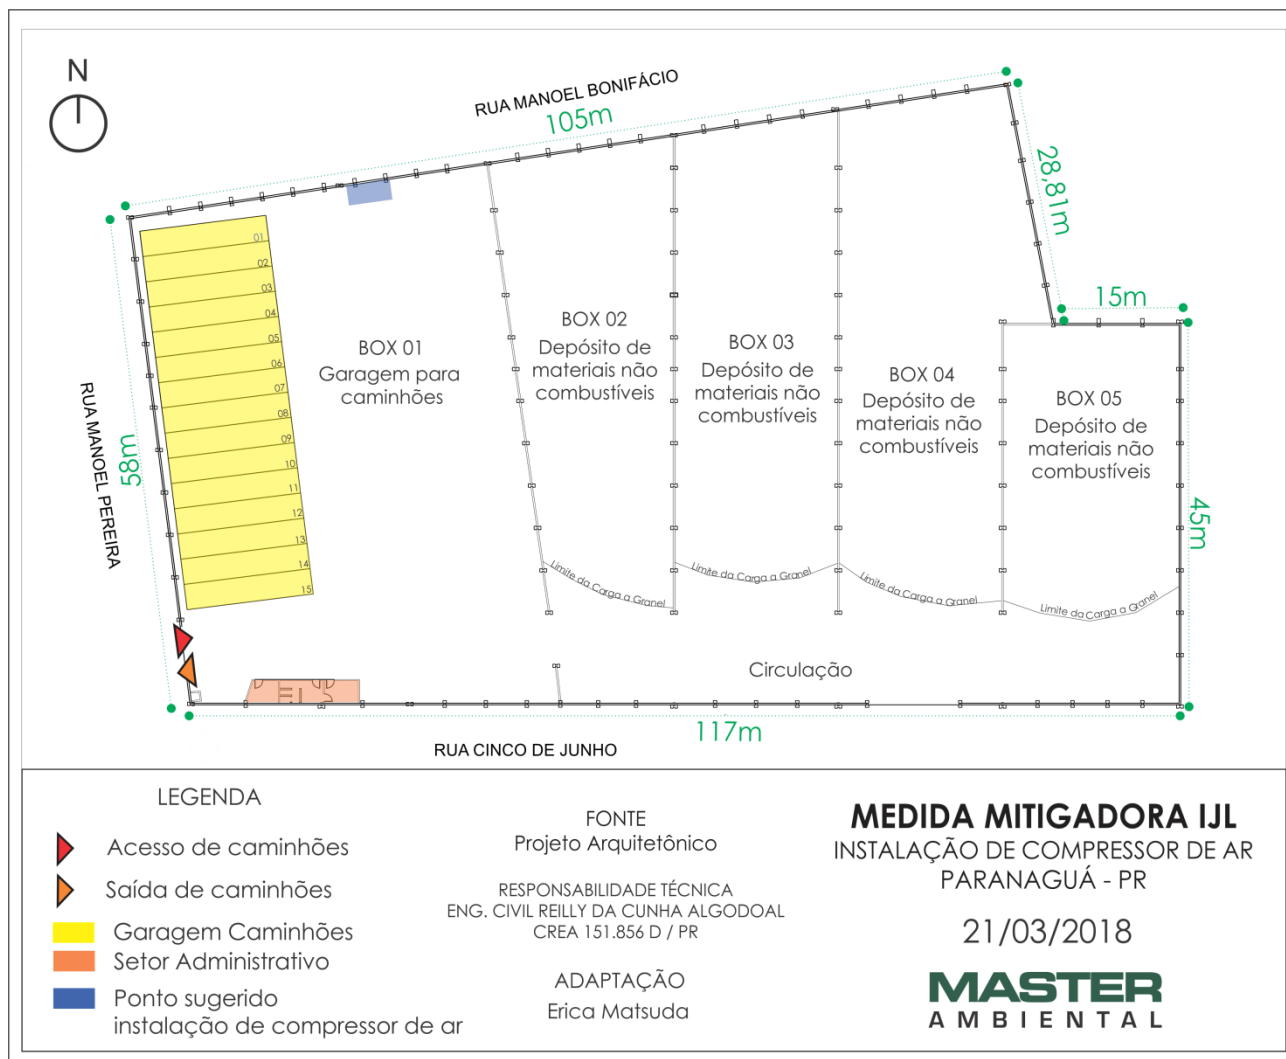 N
RUA MANOEL BONIFÁCIO
105m
28,81m
15m
45m
117m
58m
RUA MANOEL PEREIRA
RUA CINCO DE JUNHO
01
02
03
04
05
06
07
08
09
10
11
12
13
14
15
BOX 01
Garagem para
caminhões
BOX 02
Depósito de
materiais não
combustíveis
BOX 03
Depósito de
materiais não
combustíveis
BOX 04
Depósito de
materiais não
combustíveis
BOX 05
Depósito de
materiais não
combustíveis
Limite da Carga a Granel
Limite da Carga a Granel
Limite da Carga a Granel
Limite da Carga a Granel
Circulação
LEGENDA
Acesso de caminhões
Saída de caminhões
Garagem Caminhões
Setor Administrativo
Ponto sugerido
instalação de compressor de ar
FONTE
Projeto Arquitetônico
RESPONSABILIDADE TÉCNICA
ENG. CIVIL REILLY DA CUNHA ALGODOAL
CREA 151.856 D / PR
ADAPTAÇÃO
Erica Matsuda
MEDIDA MITIGADORA IJL
INSTALAÇÃO DE COMPRESSOR DE AR
PARANAGUÁ - PR
21/03/2018
MASTER
AMBIENTAL